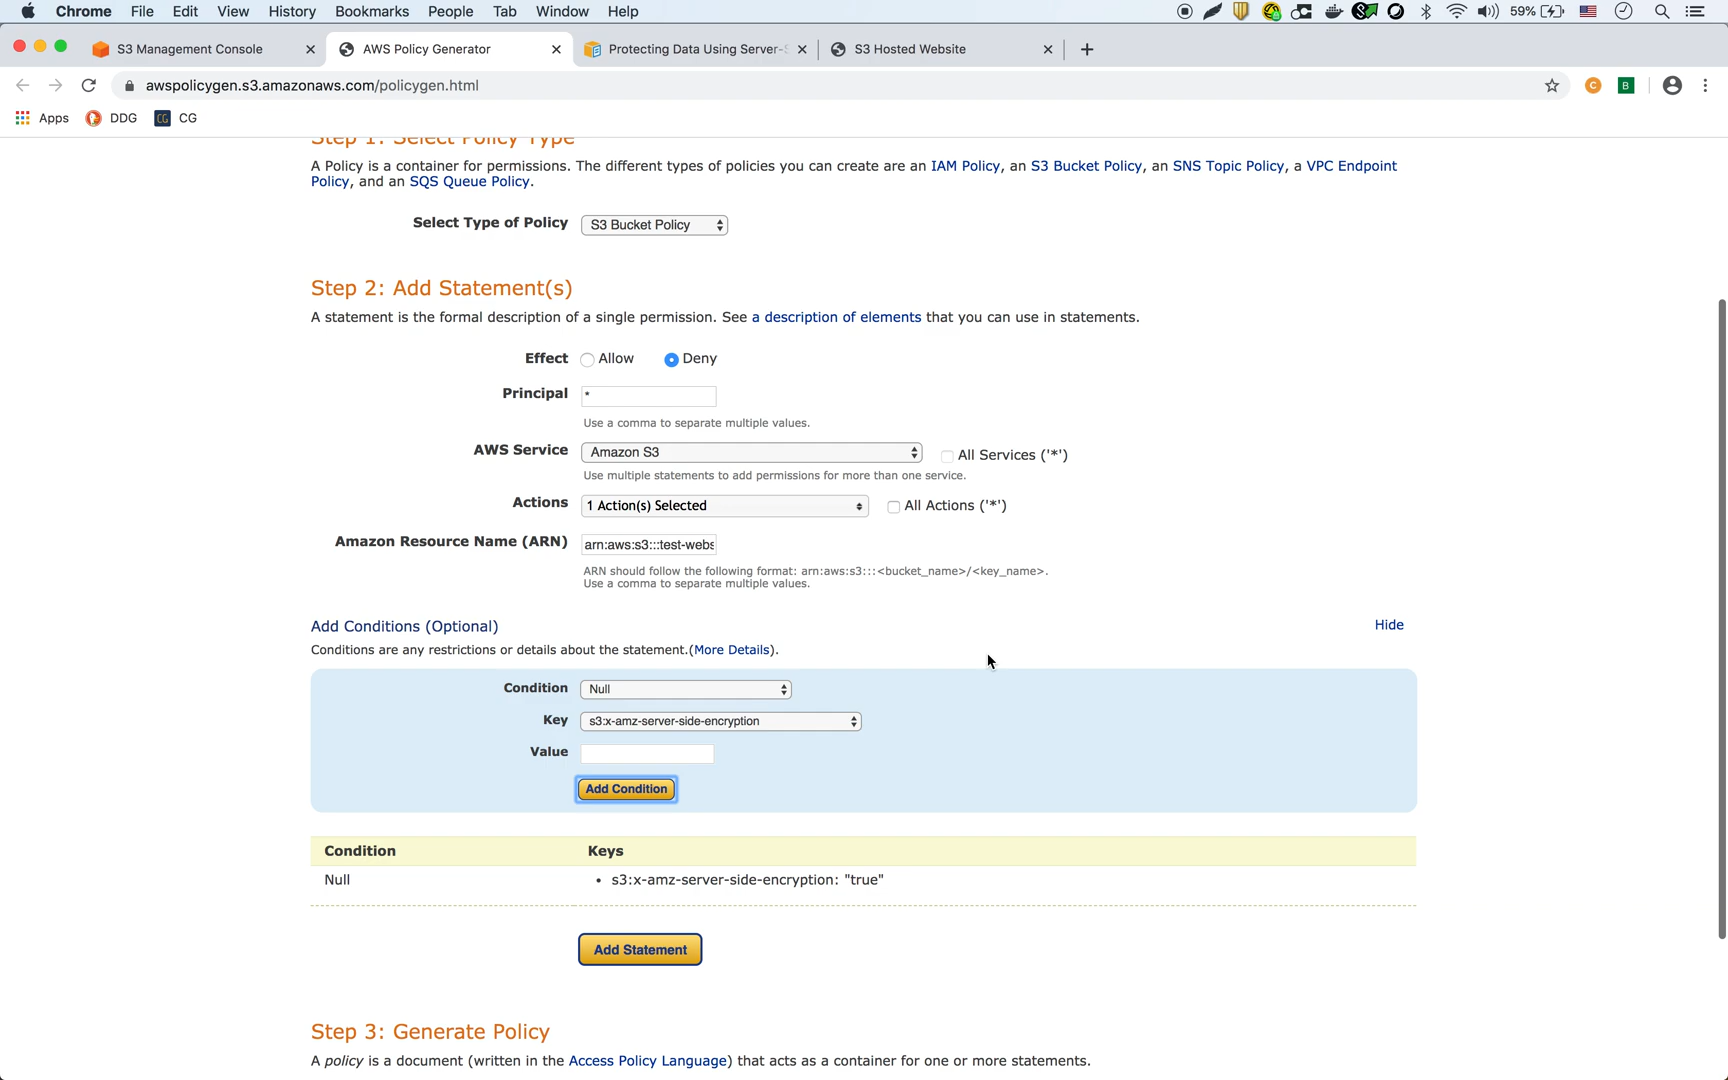 Chrome File Edit View History Bookmarks People Tab Window Help 59%
S3 Management Console AWS Policy Generator Protecting Data Using Server-S S3 Hosted Website
awspolicygen.s3.amazonaws.com/policygen.html C B
Apps DDG CG CG
Step 1: Select Policy Type
A Policy is a container for permissions. The different types of policies you can create are an IAM Policy, an S3 Bucket Policy, an SNS Topic Policy, a VPC Endpoint
Policy, and an SQS Queue Policy.
Select Type of Policy S3 Bucket Policy
Step 2: Add Statement(s)
A statement is the formal description of a single permission. See a description of elements that you can use in statements.
Effect Allow Deny
Principal *
Use a comma to separate multiple values.
AWS Service Amazon S3 All Services ('*')
Use multiple statements to add permissions for more than one service.
Actions 1 Action(s) Selected All Actions ('*')
Amazon Resource Name (ARN) arn:aws:s3:::test-webs
ARN should follow the following format: arn:aws:s3:::<bucket_name>/<key_name>.
Use a comma to separate multiple values.
Add Conditions (Optional) Hide
Conditions are any restrictions or details about the statement.(More Details).
Condition Null
Key s3:x-amz-server-side-encryption
Value
Add Condition
Condition Keys
Null • s3:x-amz-server-side-encryption: "true"
Add Statement
Step 3: Generate Policy
A policy is a document (written in the Access Policy Language) that acts as a container for one or more statements.